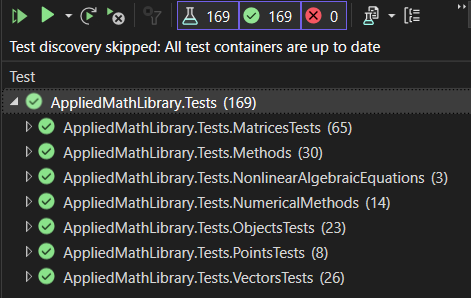 169 169 0
Test discovery skipped: All test containers are up to date
Test
AppliedMathLibrary.Tests (169)
AppliedMathLibrary.Tests.MatricesTests (65)
AppliedMathLibrary.Tests.Methods (30)
AppliedMathLibrary.Tests.NonlinearAlgebraicEquations (3)
AppliedMathLibrary.Tests.NumericalMethods (14)
AppliedMathLibrary.Tests.ObjectsTests (23)
AppliedMathLibrary.Tests.PointsTests (8)
AppliedMathLibrary.Tests.VectorsTests (26)